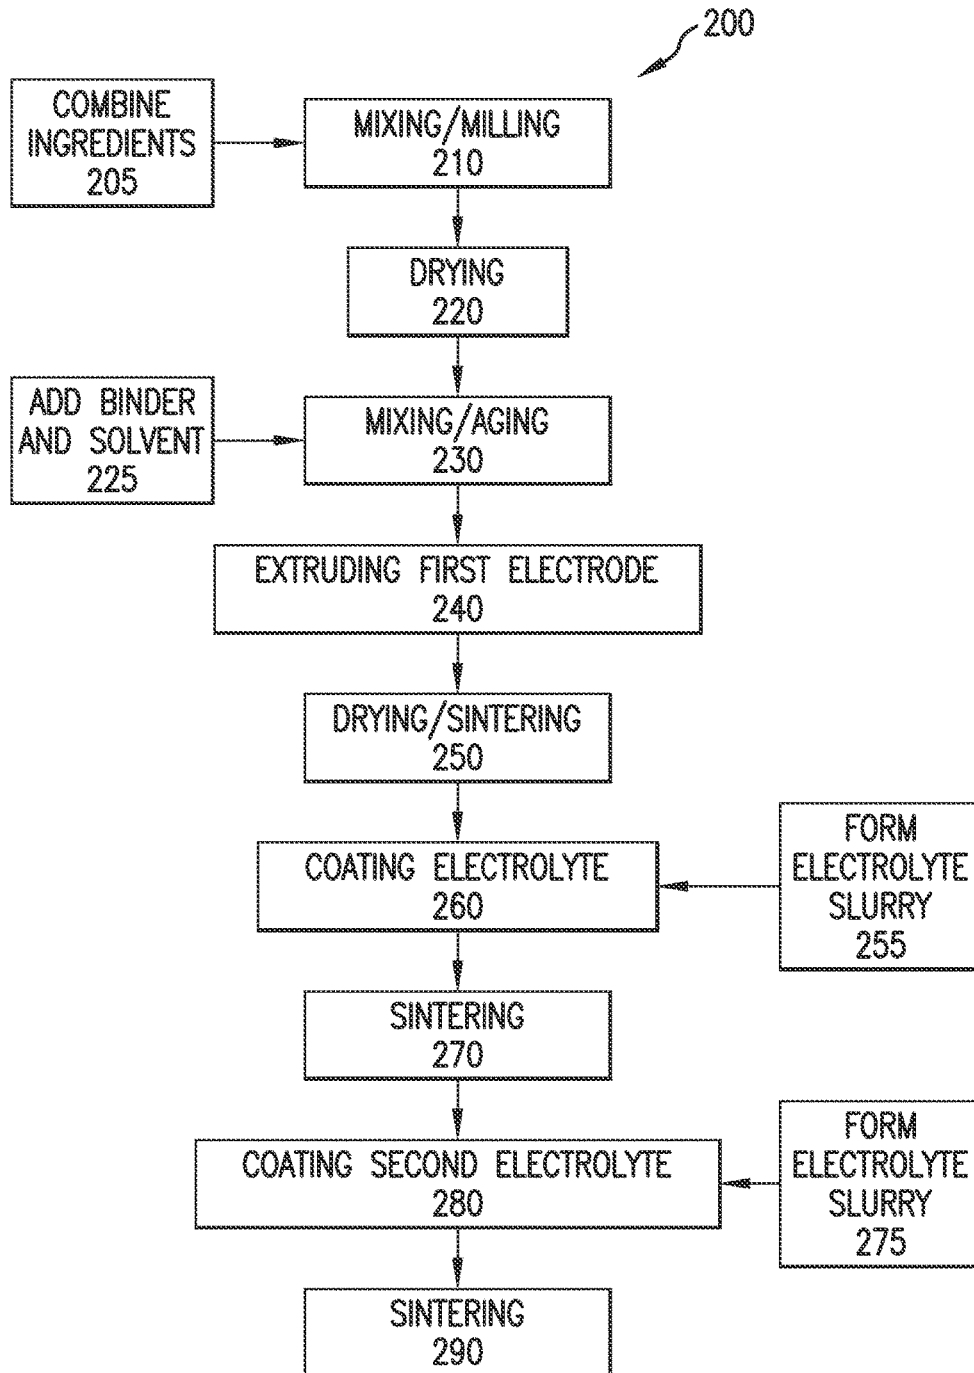 200
COMBINE
INGREDIENTS
205
MIXING/MILLING
210
DRYING
220
ADD BINDER
AND SOLVENT
225
MIXING/AGING
230
EXTRUDING FIRST ELECTRODE
240
DRYING/SINTERING
250
COATING ELECTROLYTE
260
FORM
ELECTROLYTE
SLURRY
255
SINTERING
270
COATING SECOND ELECTROLYTE
280
FORM
ELECTROLYTE
SLURRY
275
SINTERING
290